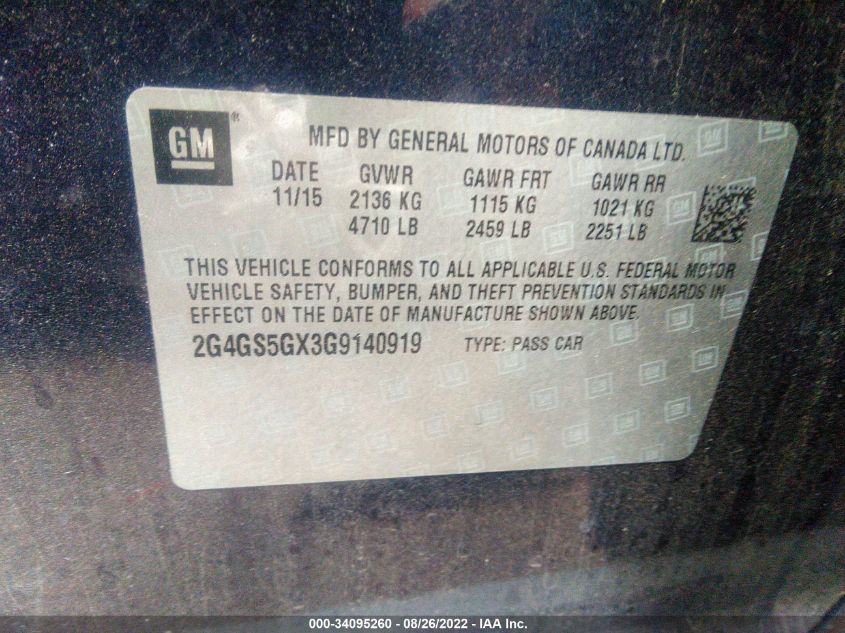 GM®
MFD BY GENERAL MOTORS OF CANADA LTD.
DATE GVWR GAWR FRT GAWR RR
11/15 2136 KG 1115 KG 1021 KG
4710 LB 2459 LB 2251 LB
THIS VEHICLE CONFORMS TO ALL APPLICABLE U.S. FEDERAL MOTOR
VEHICLE SAFETY, BUMPER, AND THEFT PREVENTION STANDARDS IN
EFFECT ON THE DATE OF MANUFACTURE SHOWN ABOVE.
2G4GS5GX3G9140919 TYPE: PASS CAR
000-34095260 - 08/26/2022 - IAA Inc.